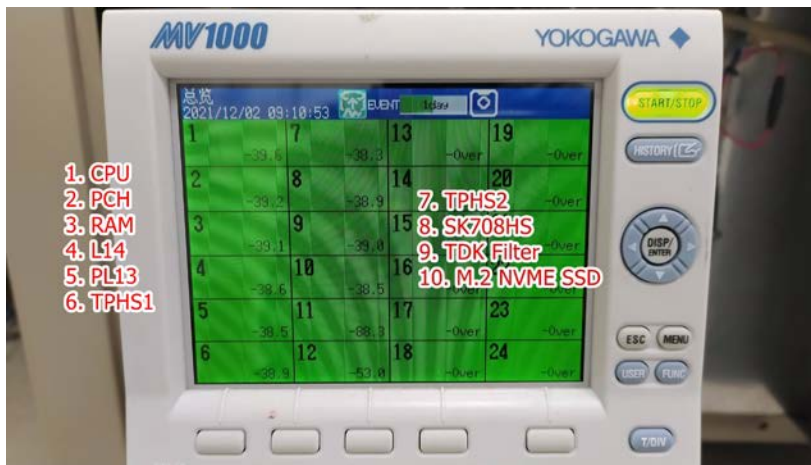 MV1000
YOKOGAWA
总览
2021/12/02 09:10:53
EVENT
1day
START/STOP
HISTORY
DISP/
ENTER
ESC
MENU
USER
FUNC
T/DIV
1 -39.6
7 -38.3
13 -Over
19 -Over
2 -39.2
8 -38.9
14
20 -Over
3 -39.1
9 -39.0
15
4 -38.6
10 -38.5
16
5 -38.5
11 -88.3
17 -Over
23 -Over
6 -38.9
12 -53.0
18 -Over
24 -Over
1. CPU
2. PCH
3. RAM
4. L14
5. PL13
6. TPHS1
7. TPHS2
8. SK708HS
9. TDK Filter
10. M.2 NVME SSD